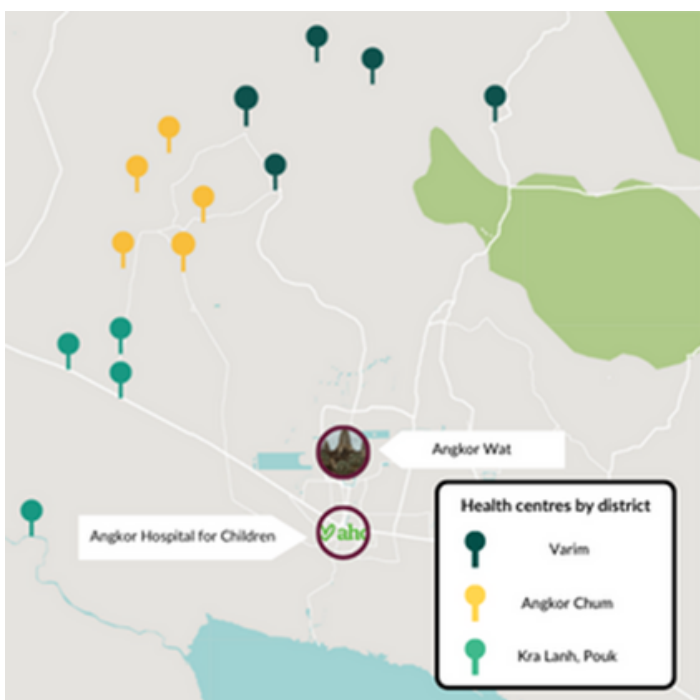 Angkor Wat
Angkor Hospital for Children
ahc
Health centres by district
Varim
Angkor Chum
Kra Lanh, Pouk